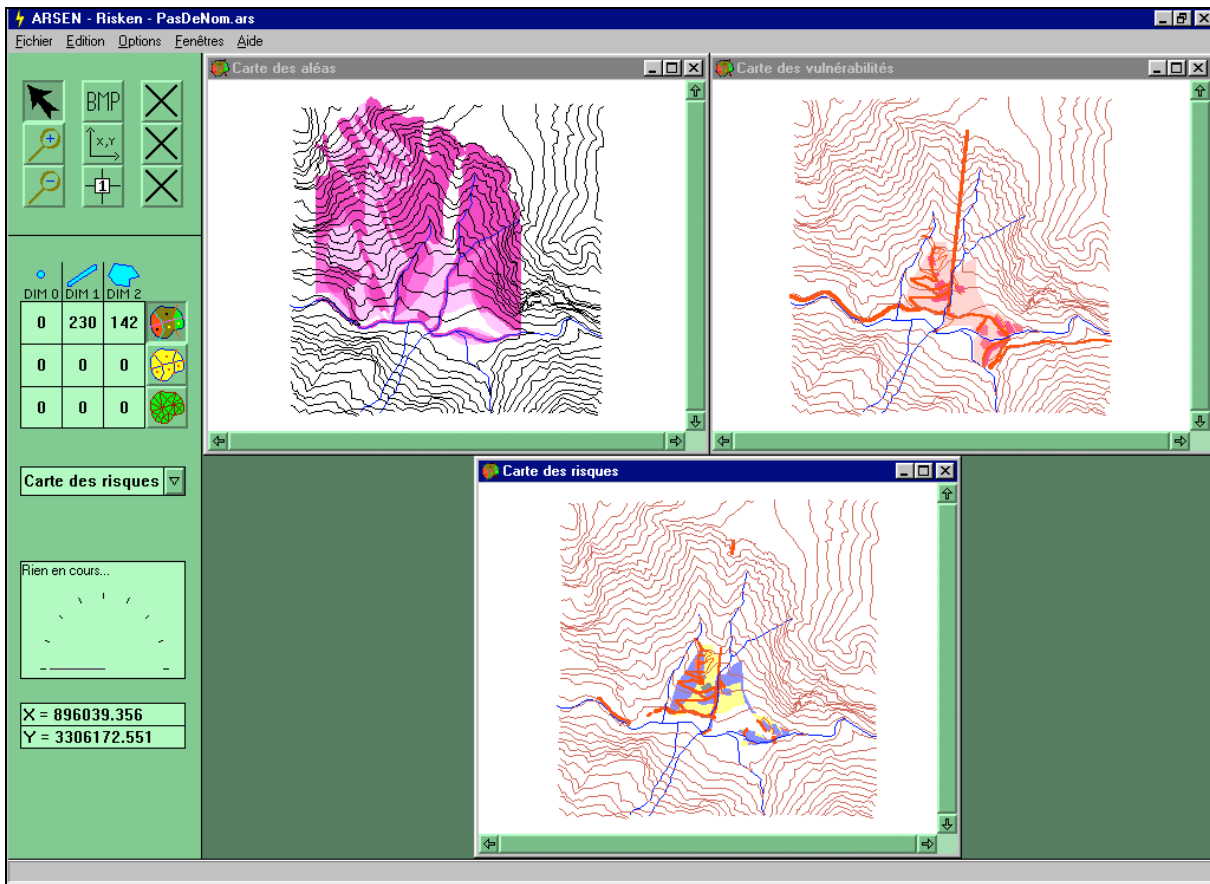 ARSEN - Risken - PasDeNom.ars
Fichier Edition Options Fenêtres Aide
BMP
X,Y
1
DIM 0 DIM 1 DIM 2
0 230 142
0 0 0
0 0 0
Carte des risques
Rien en cours...
X = 896039.356
Y = 3306172.551
Carte des aléas
Carte des vulnérabilités
Carte des risques